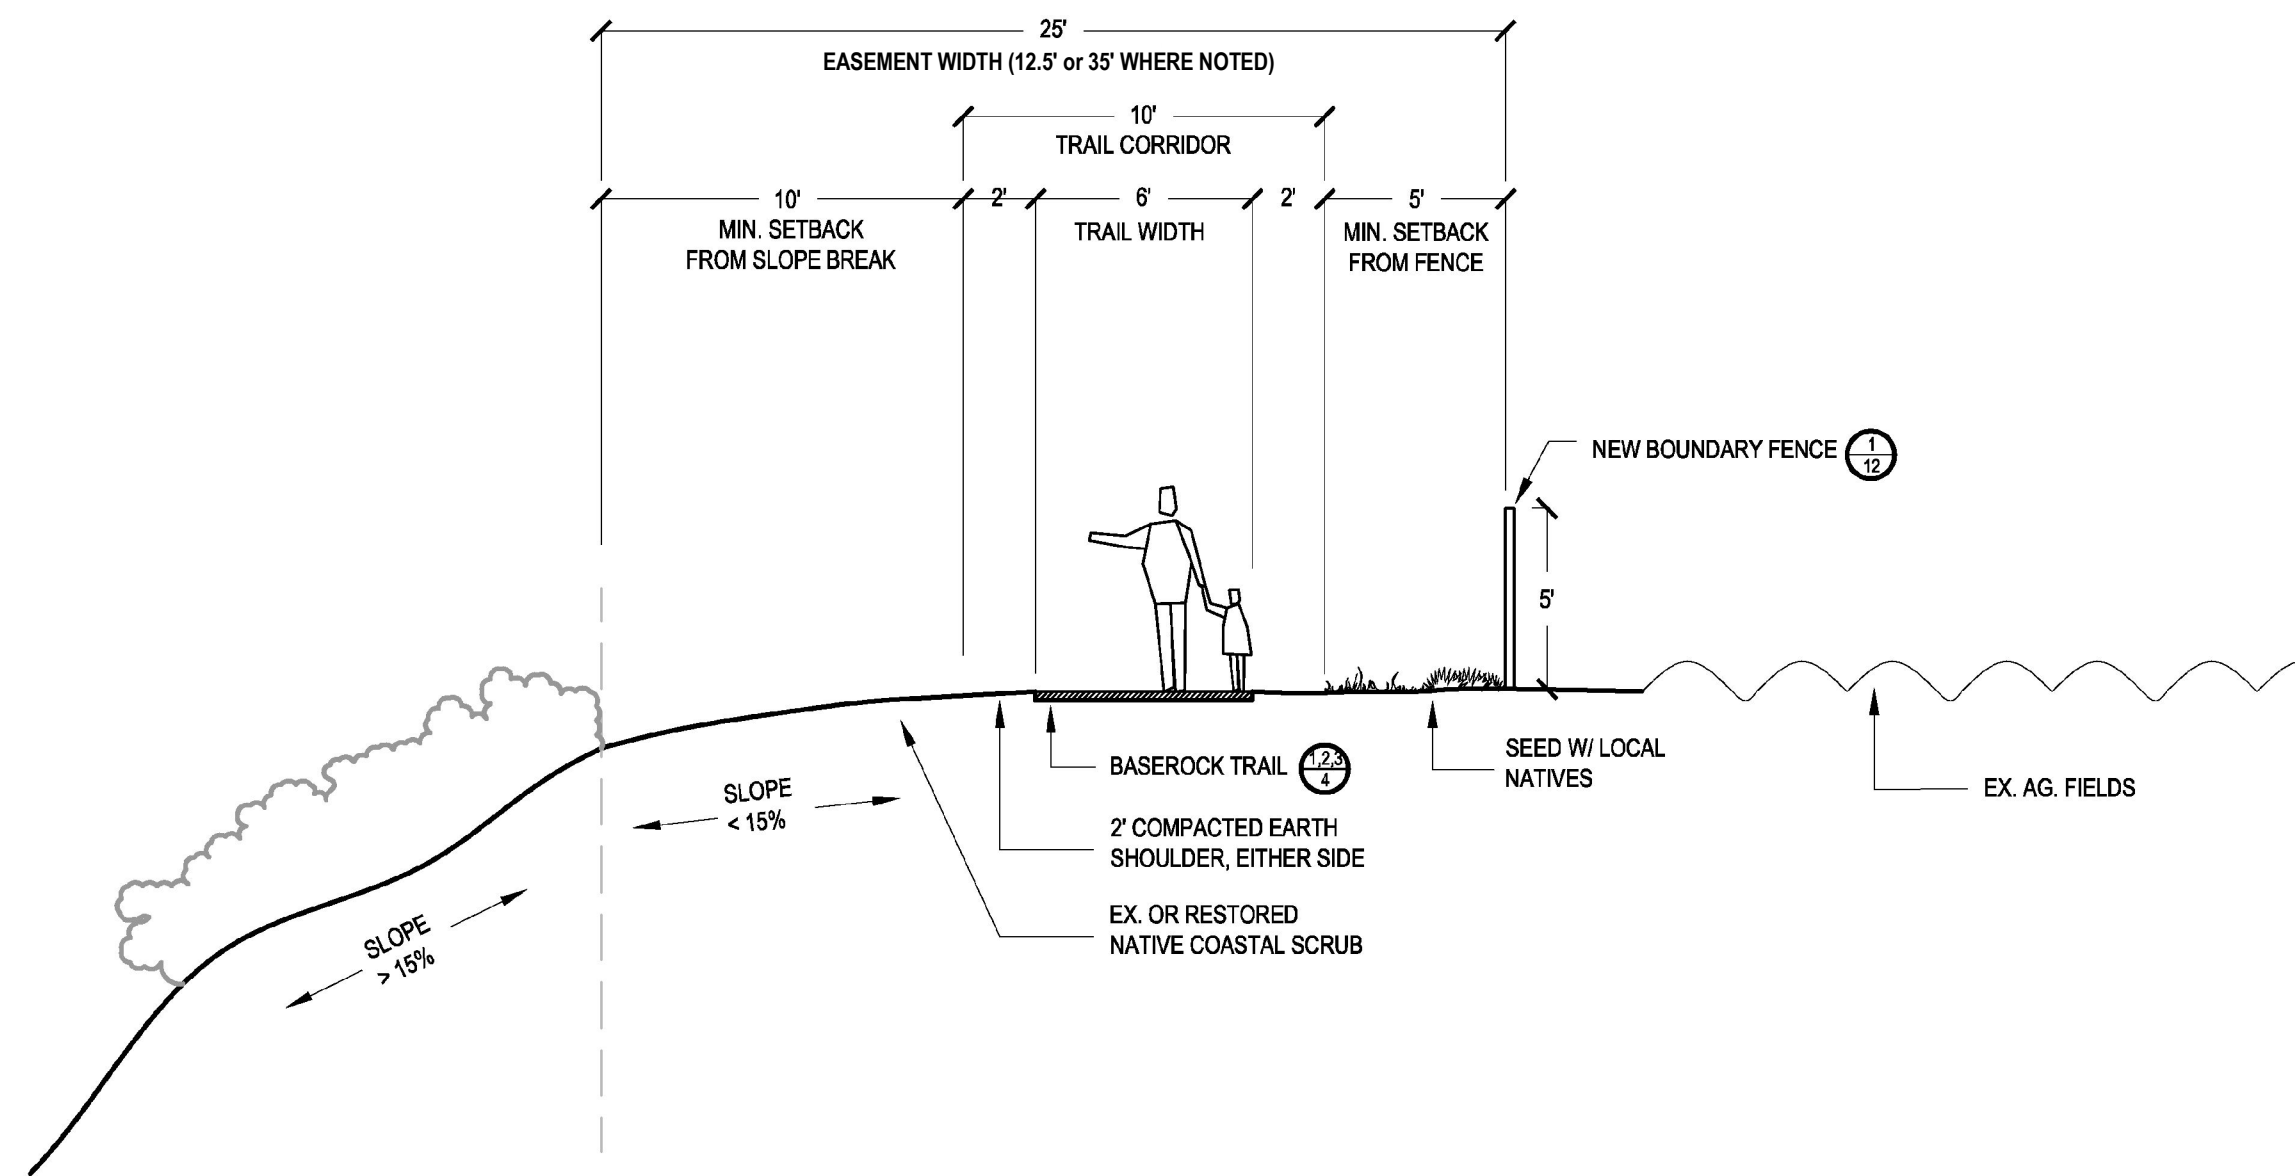 25'
EASEMENT WIDTH (12.5' or 35' WHERE NOTED)
10'
TRAIL CORRIDOR
10'
MIN. SETBACK
FROM SLOPE BREAK
2'
6'
TRAIL WIDTH
2'
5'
MIN. SETBACK
FROM FENCE
NEW BOUNDARY FENCE
1
12
5'
BASEROCK TRAIL
1,2,3
4
SEED W/ LOCAL
NATIVES
EX. AG. FIELDS
SLOPE
< 15%
2' COMPACTED EARTH
SHOULDER, EITHER SIDE
EX. OR RESTORED
NATIVE COASTAL SCRUB
SLOPE
> 15%